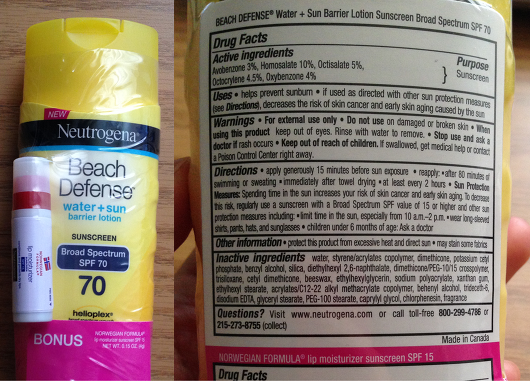 NEW
Neutrogena
Beach
Defense
water + sun
barrier lotion
SUNSCREEN
Broad Spectrum
SPF 70
70
helioplex
lip moisturizer
BONUS
NORWEGIAN FORMULA
lip moisturizer sunscreen SPF 15
NET WT. 0.15 OZ. (4g)
BEACH DEFENSE® Water + Sun Barrier Lotion Sunscreen Broad Spectrum SPF 70
Drug Facts
Active ingredients
Purpose
Avobenzone 3%, Homosalate 10%, Octisalate 5%,
Octocrylene 4.5%, Oxybenzone 4%
Sunscreen
Uses • helps prevent sunburn • if used as directed with other sun protection measures
(see Directions), decreases the risk of skin cancer and early skin aging caused by the sun
Warnings • For external use only • Do not use on damaged or broken skin • When
using this product keep out of eyes. Rinse with water to remove. • Stop use and ask a
doctor if rash occurs • Keep out of reach of children. If swallowed, get medical help or contact
a Poison Control Center right away.
Directions • apply generously 15 minutes before sun exposure • reapply: • after 80 minutes of
swimming or sweating • immediately after towel drying • at least every 2 hours • Sun Protection
Measures: Spending time in the sun increases your risk of skin cancer and early skin aging. To decrease
this risk, regularly use a sunscreen with a Broad Spectrum SPF value of 15 or higher and other sun
protection measures including: • limit time in the sun, especially from 10 a.m.–2 p.m. • wear long-sleeved
shirts, pants, hats, and sunglasses • children under 6 months of age: Ask a doctor
Other information • protect this product from excessive heat and direct sun • may stain some fabrics
Inactive ingredients water, styrene/acrylates copolymer, dimethicone, potassium cetyl
phosphate, benzyl alcohol, silica, diethylhexyl 2,6-naphthalate, dimethicone/PEG-10/15 crosspolymer,
trisiloxane, cetyl dimethicone, beeswax, ethylhexylglycerin, sodium polyacrylate, xanthan gum,
ethylhexyl stearate, acrylates/C12-22 alkyl methacrylate copolymer, behenyl alcohol, trideceth-6,
disodium EDTA, glyceryl stearate, PEG-100 stearate, caprylyl glycol, chlorphenesin, fragrance
Questions? Visit www.neutrogena.com or call toll-free 800-299-4786 or
215-273-8755 (collect)
Made in Canada
NORWEGIAN FORMULA® lip moisturizer sunscreen SPF 15
Drug Facts